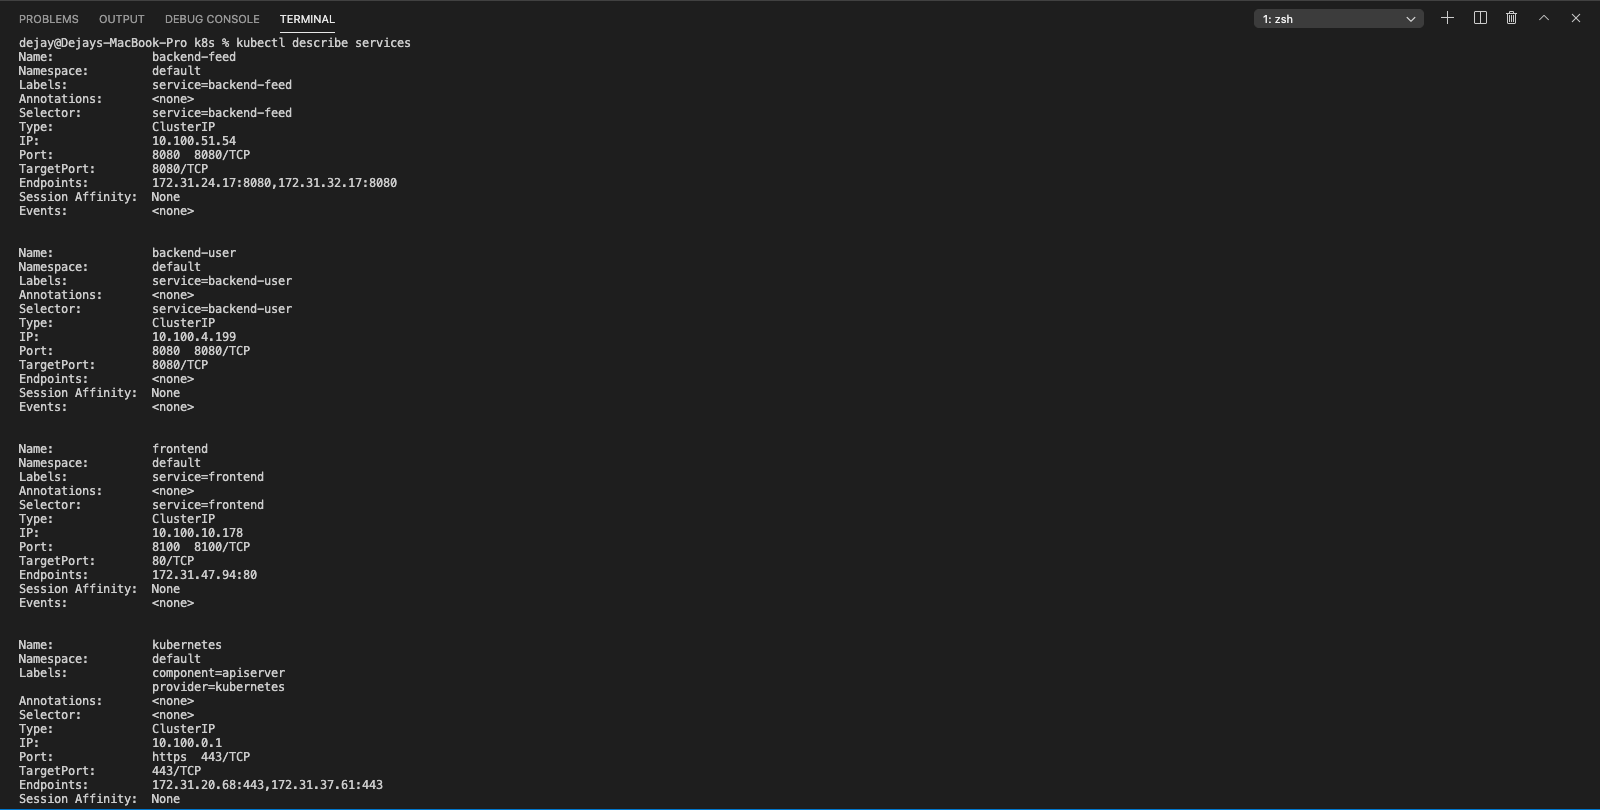 PROBLEMS OUTPUT DEBUG CONSOLE TERMINAL 1: zsh
dejay@Dejays-MacBook-Pro k8s % kubectl describe services
Name: backend-feed
Namespace: default
Labels: service=backend-feed
Annotations: <none>
Selector: service=backend-feed
Type: ClusterIP
IP: 10.100.51.54
Port: 8080 8080/TCP
TargetPort: 8080/TCP
Endpoints: 172.31.24.17:8080,172.31.32.17:8080
Session Affinity: None
Events: <none>
Name: backend-user
Namespace: default
Labels: service=backend-user
Annotations: <none>
Selector: service=backend-user
Type: ClusterIP
IP: 10.100.4.199
Port: 8080 8080/TCP
TargetPort: 8080/TCP
Endpoints: <none>
Session Affinity: None
Events: <none>
Name: frontend
Namespace: default
Labels: service=frontend
Annotations: <none>
Selector: service=frontend
Type: ClusterIP
IP: 10.100.10.178
Port: 8100 8100/TCP
TargetPort: 80/TCP
Endpoints: 172.31.47.94:80
Session Affinity: None
Events: <none>
Name: kubernetes
Namespace: default
Labels: component=apiserver
provider=kubernetes
Annotations: <none>
Selector: <none>
Type: ClusterIP
IP: 10.100.0.1
Port: https 443/TCP
TargetPort: 443/TCP
Endpoints: 172.31.20.68:443,172.31.37.61:443
Session Affinity: None